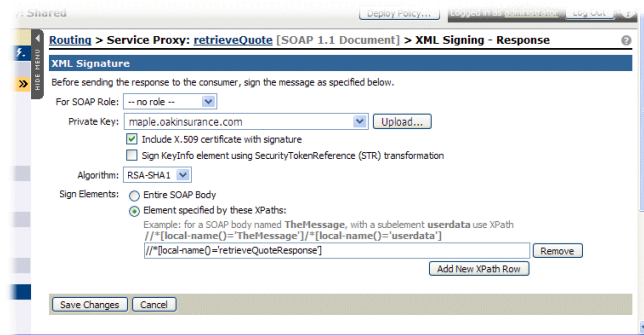 Shared
Deploy Policy... Logged in as administrator Log Out
Routing > Service Proxy: retrieveQuote [SOAP 1.1 Document] > XML Signing - Response ?
HIDE MENU
XML Signature
Before sending the response to the consumer, sign the message as specified below.
For SOAP Role: -- no role --
Private Key: maple.oakinsurance.com Upload...
Include X.509 certificate with signature
Sign KeyInfo element using SecurityTokenReference (STR) transformation
Algorithm: RSA-SHA1
Sign Elements: Entire SOAP Body
Element specified by these XPaths:
Example: for a SOAP body named TheMessage, with a subelement userdata use XPath
//*[local-name()='TheMessage']/*[local-name()='userdata']
//*[local-name()='retrieveQuoteResponse'] Remove
Add New XPath Row
Save Changes Cancel